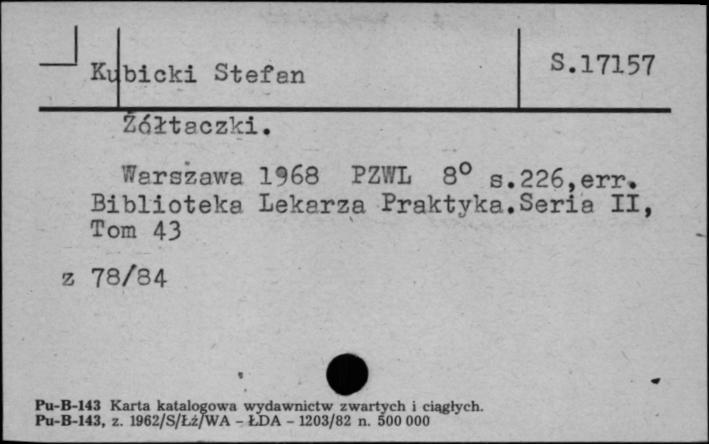 Kubicki Stefan
S.17157
Żółtaczki.
Warszawa 1968 PZWL 8° s.226,err.
Biblioteka Lekarza Praktyka.Seria II,
Tom 43
z 78/84
Pu-B-143 Karta katalogowa wydawnictw zwartych i ciągłych.
Pu-B-143, z. 1962/S/Łź/WA - ŁDA - 1203/82 n. 500 000